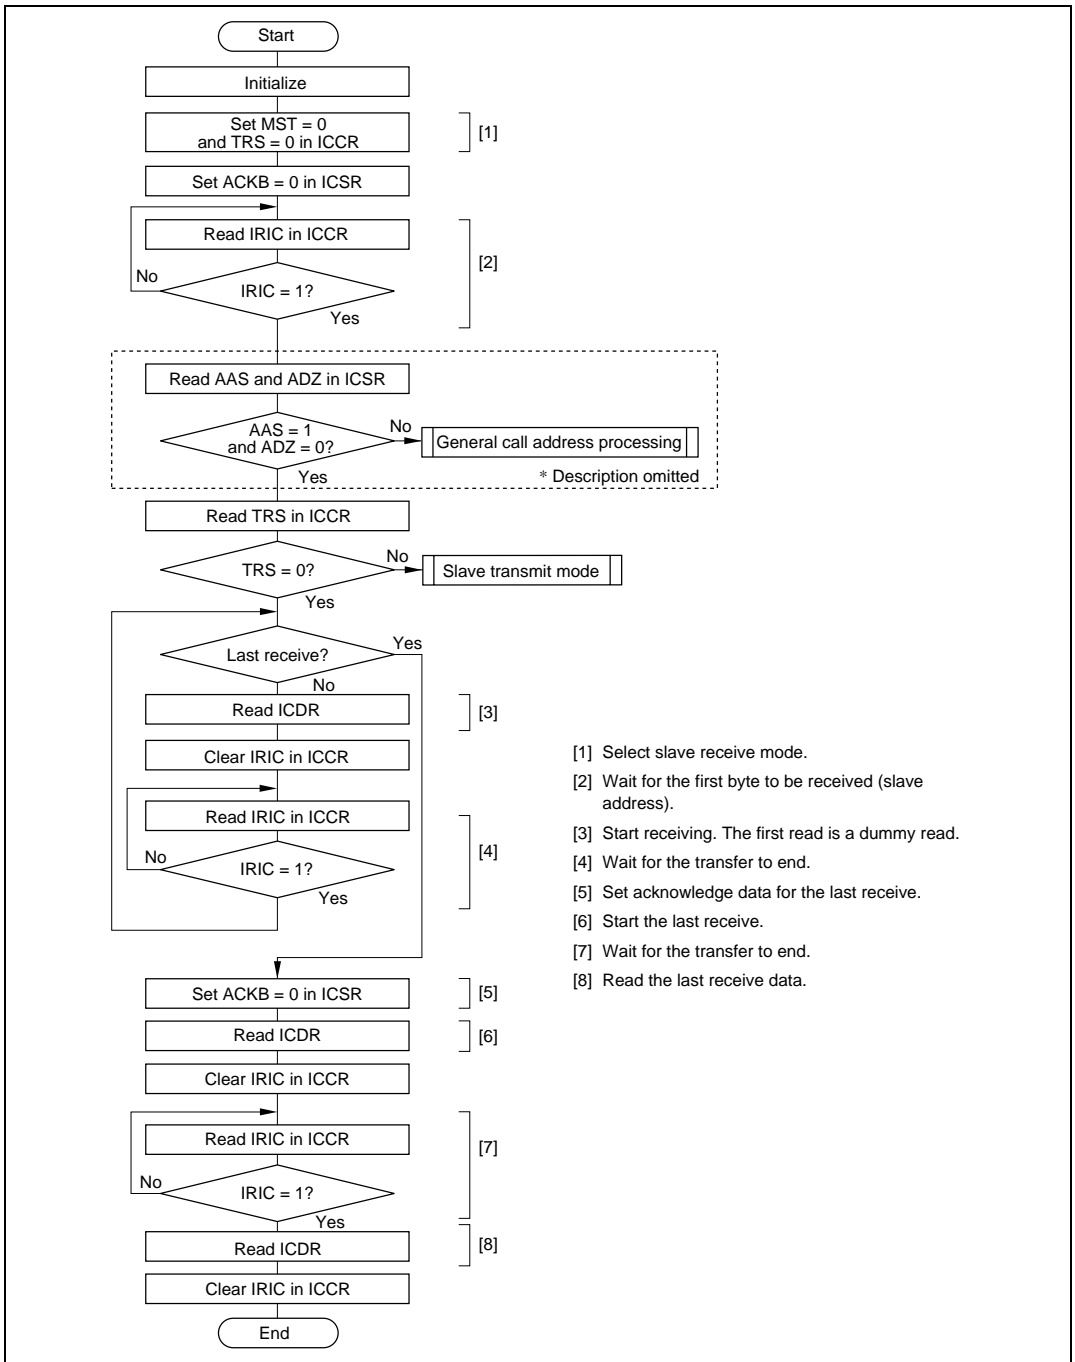 Start
Initialize
Set MST = 0
and TRS = 0 in ICCR
[1]
Set ACKB = 0 in ICSR
Read IRIC in ICCR
[2]
No
IRIC = 1?
Yes
Read AAS and ADZ in ICSR
AAS = 1
and ADZ = 0?
No
General call address processing
Yes
* Description omitted
Read TRS in ICCR
TRS = 0?
No
Slave transmit mode
Yes
Last receive?
Yes
No
Read ICDR
[3]
Clear IRIC in ICCR
Read IRIC in ICCR
[4]
No
IRIC = 1?
Yes
[1] Select slave receive mode.
[2] Wait for the first byte to be received (slave
address).
[3] Start receiving. The first read is a dummy read.
[4] Wait for the transfer to end.
[5] Set acknowledge data for the last receive.
[6] Start the last receive.
[7] Wait for the transfer to end.
[8] Read the last receive data.
Set ACKB = 0 in ICSR
[5]
Read ICDR
[6]
Clear IRIC in ICCR
Read IRIC in ICCR
[7]
No
IRIC = 1?
Yes
Read ICDR
[8]
Clear IRIC in ICCR
End